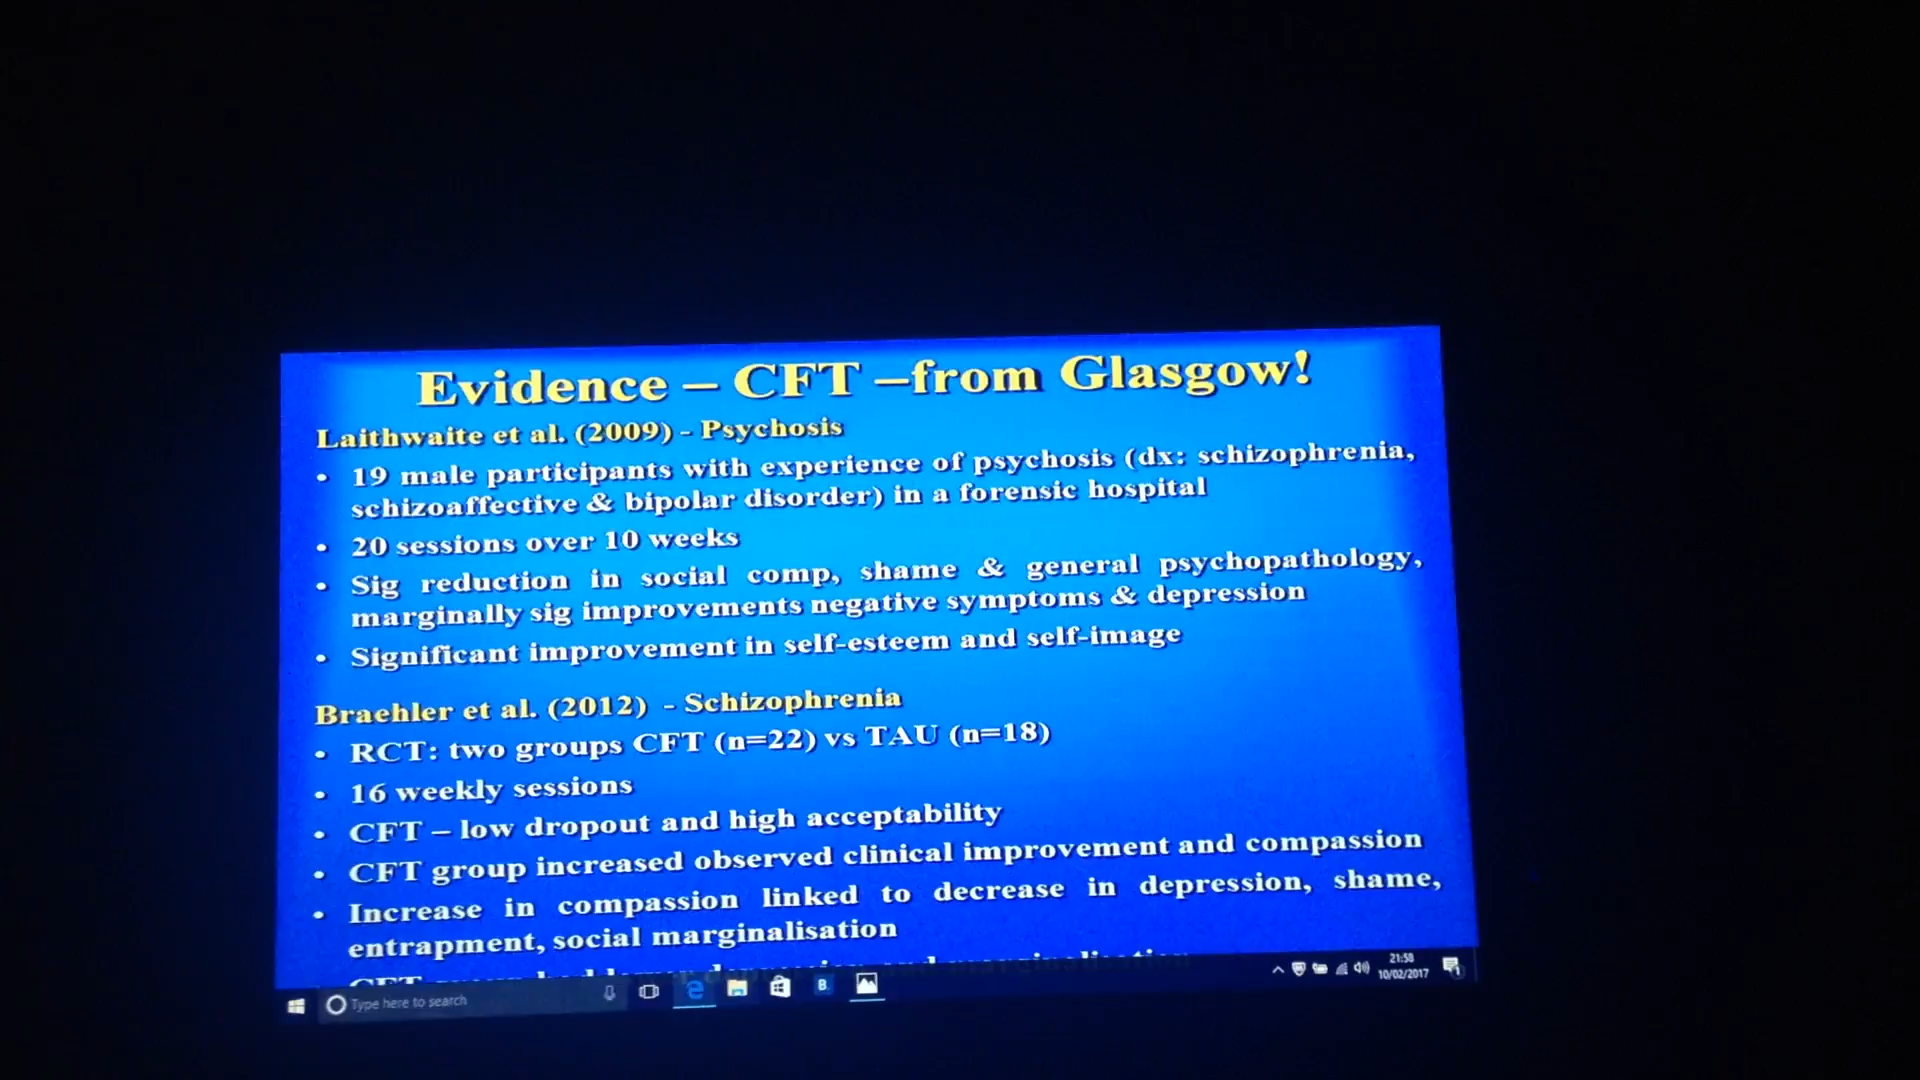 Evidence – CFT –from Glasgow!
Laithwaite et al. (2009) - Psychosis
• 19 male participants with experience of psychosis (dx: schizophrenia,
schizoaffective & bipolar disorder) in a forensic hospital
• 20 sessions over 10 weeks
• Sig reduction in social comp, shame & general psychopathology,
marginally sig improvements negative symptoms & depression
• Significant improvement in self-esteem and self-image
Braehler et al. (2012) - Schizophrenia
• RCT: two groups CFT (n=22) vs TAU (n=18)
• 16 weekly sessions
• CFT – low dropout and high acceptability
• CFT group increased observed clinical improvement and compassion
• Increase in compassion linked to decrease in depression, shame,
entrapment, social marginalisation
CFT
Type here to search
B.
21:58
10/02/2017
1